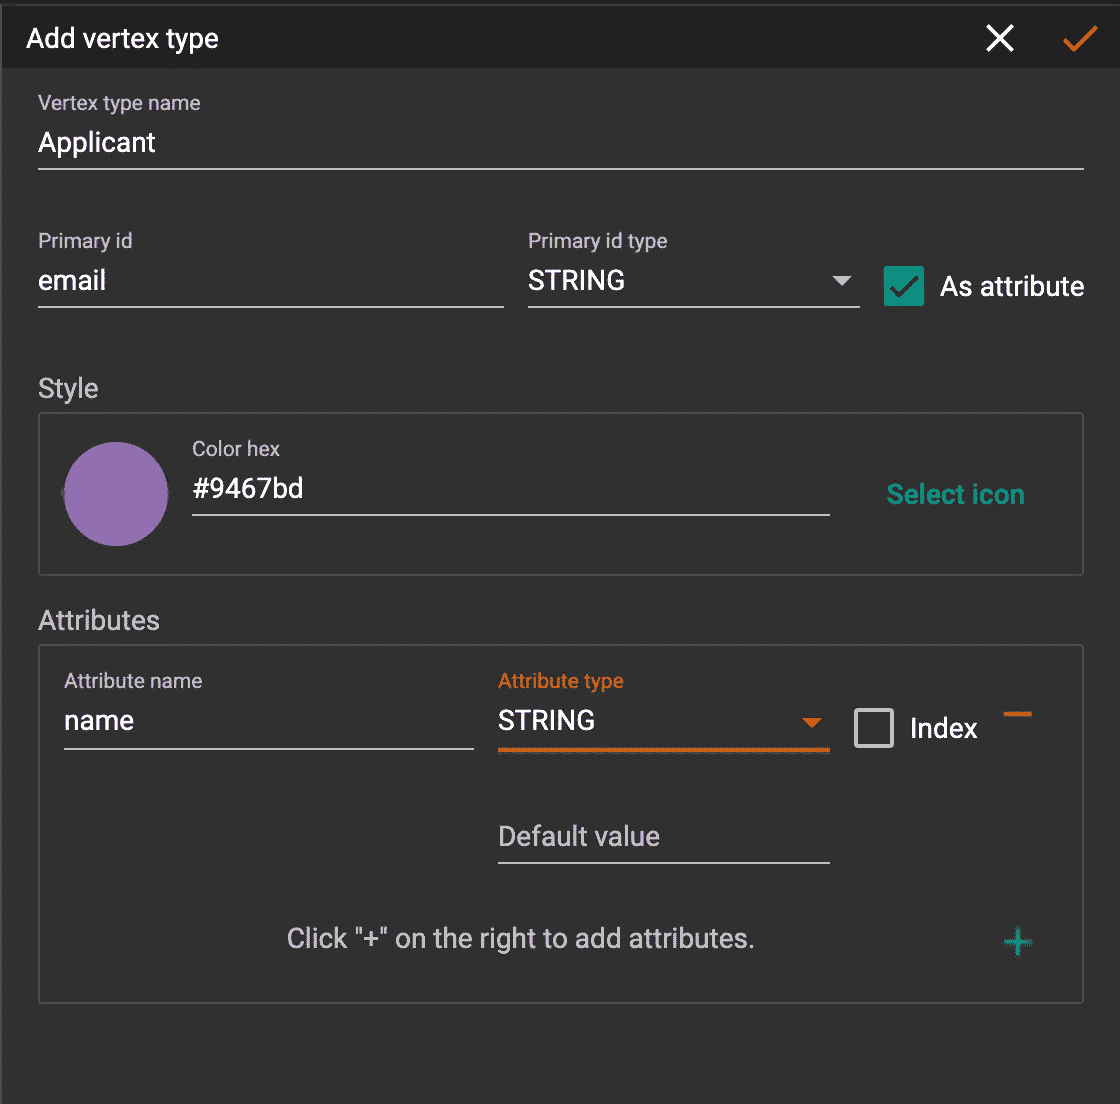 Add vertex type
Vertex type name
Applicant
Primary id
Primary id type
email
STRING
As attribute
Style
Color hex
#9467bd
Select icon
Attributes
Attribute name
Attribute type
name
STRING
Index
Default value
Click "+" on the right to add attributes.